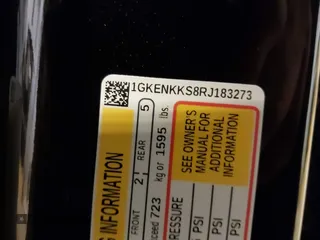 1GKENKKS8RJ183273
SEE OWNER'S
MANUAL FOR
ADDITIONAL
INFORMATION
RESSURE
PSI
PSI
PSI
G INFORMATION
FRONT 2 REAR 5
ceed 723 kg or 1595 lbs.